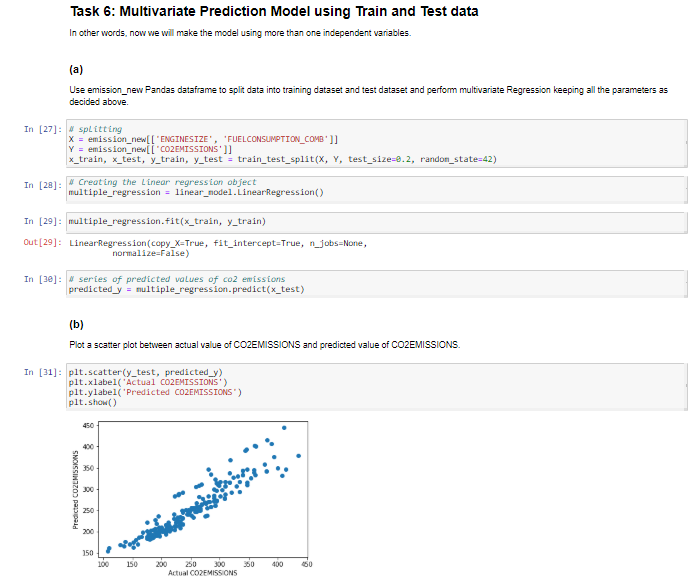 Task 6: Multivariate Prediction Model using Train and Test data
In other words, now we will make the model using more than one independent variables.
(a)
Use emission_new Pandas dataframe to split data into training dataset and test dataset and perform multivariate Regression keeping all the parameters as
decided above.
In [27]: # splitting
X = emission_new[['ENGINESIZE', 'FUELCONSUMPTION_COMB']]
Y = emission_new[['CO2EMISSIONS']]
x_train, x_test, y_train, y_test = train_test_split(X, Y, test_size=0.2, random_state=42)
In [28]: # Creating the Linear regression object
multiple_regression = linear_model.LinearRegression()
In [29]: multiple_regression.fit(x_train, y_train)
Out[29]: LinearRegression(copy_X=True, fit_intercept=True, n_jobs=None,
normalize=False)
In [30]: # series of predicted values of co2 emissions
predicted_y = multiple_regression.predict(x_test)
(b)
Plot a scatter plot between actual value of CO2EMISSIONS and predicted value of CO2EMISSIONS.
In [31]: plt.scatter(y_test, predicted_y)
plt.xlabel('Actual CO2EMISSIONS')
plt.ylabel('Predicted CO2EMISSIONS')
plt.show()
Predicted CO2EMISSIONS
450
400
350
300
250
200
150
100 150 200 250 300 350 400 450
Actual CO2EMISSIONS